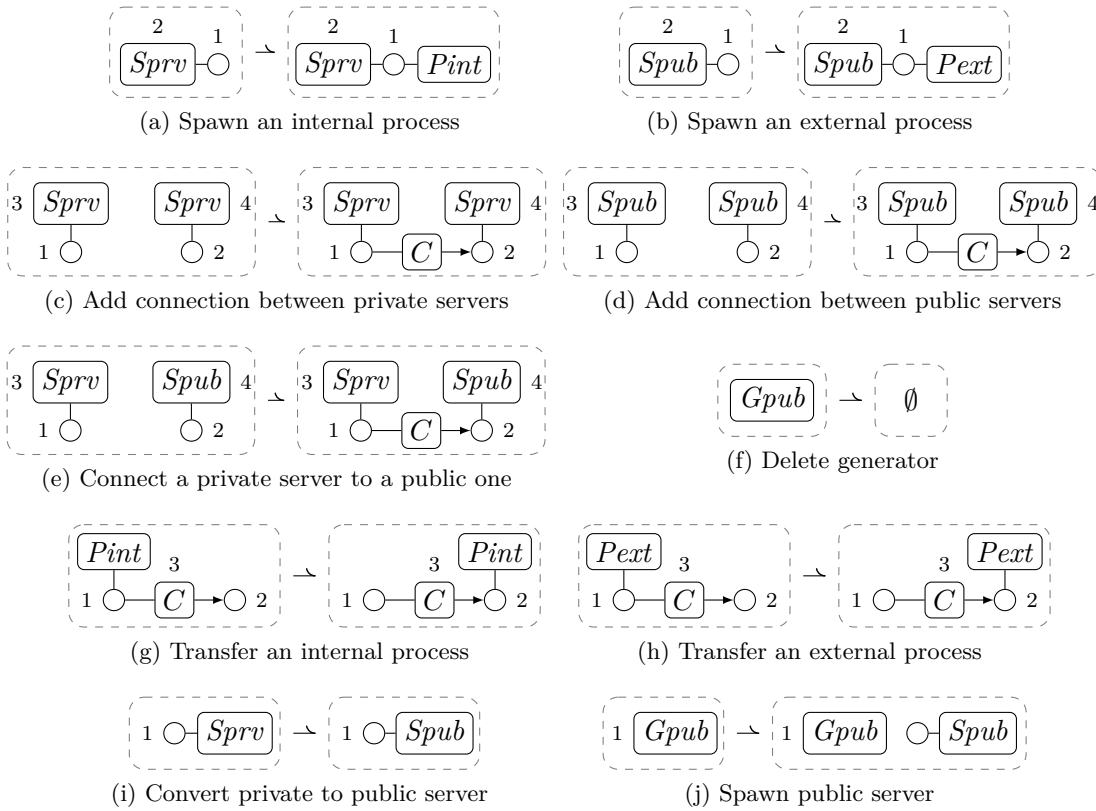 2 1 2 1 2 1 2 1
Sprv ⇀ Sprv Pint Spub ⇀ Spub Pext
(a) Spawn an internal process (b) Spawn an external process
3 Sprv Sprv 4 ⇀ 3 Sprv Sprv 4 3 Spub Spub 4 ⇀ 3 Spub Spub 4
1 2 1 C 2 1 2 1 C 2
(c) Add connection between private servers (d) Add connection between public servers
3 Sprv Spub 4 ⇀ 3 Sprv Spub 4 Gpub ⇀ ∅
1 2 1 C 2
(e) Connect a private server to a public one (f) Delete generator
Pint 3 ⇀ 3 Pint Pext 3 ⇀ 3 Pext
1 C 2 1 C 2 1 C 2 1 C 2
(g) Transfer an internal process (h) Transfer an external process
1 Sprv ⇀ 1 Spub 1 Gpub ⇀ 1 Gpub Spub
(i) Convert private to public server (j) Spawn public server